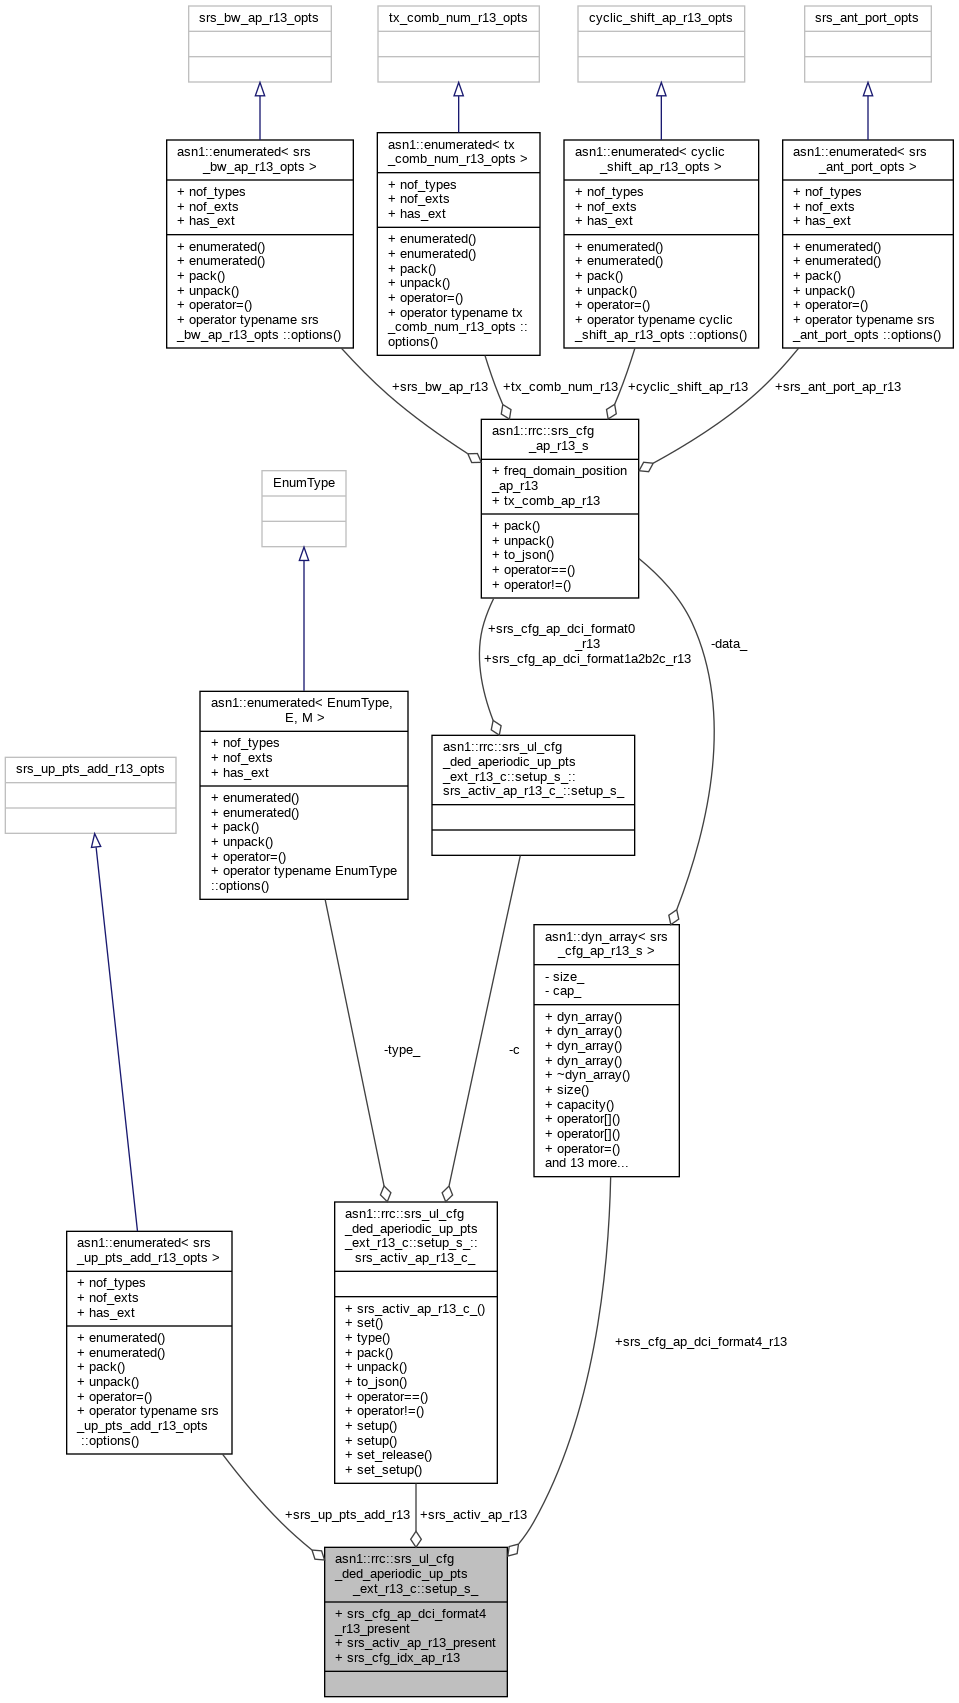 srs_bw_ap_r13_opts
tx_comb_num_r13_opts
cyclic_shift_ap_r13_opts
srs_ant_port_opts
asn1::enumerated< srs
_bw_ap_r13_opts >
+ nof_types
+ nof_exts
+ has_ext
+ enumerated()
+ enumerated()
+ pack()
+ unpack()
+ operator=()
+ operator typename srs
_bw_ap_r13_opts ::options()
asn1::enumerated< tx
_comb_num_r13_opts >
+ nof_types
+ nof_exts
+ has_ext
+ enumerated()
+ enumerated()
+ pack()
+ unpack()
+ operator=()
+ operator typename tx
_comb_num_r13_opts ::
options()
asn1::enumerated< cyclic
_shift_ap_r13_opts >
+ nof_types
+ nof_exts
+ has_ext
+ enumerated()
+ enumerated()
+ pack()
+ unpack()
+ operator=()
+ operator typename cyclic
_shift_ap_r13_opts ::options()
asn1::enumerated< srs
_ant_port_opts >
+ nof_types
+ nof_exts
+ has_ext
+ enumerated()
+ enumerated()
+ pack()
+ unpack()
+ operator=()
+ operator typename srs
_ant_port_opts ::options()
+srs_bw_ap_r13
+tx_comb_num_r13
+cyclic_shift_ap_r13
+srs_ant_port_ap_r13
asn1::rrc::srs_cfg
_ap_r13_s
+ freq_domain_position
_ap_r13
+ tx_comb_ap_r13
+ pack()
+ unpack()
+ to_json()
+ operator==()
+ operator!=()
EnumType
+srs_cfg_ap_dci_format0
_r13
+srs_cfg_ap_dci_format1a2b2c_r13
-data_
asn1::enumerated< EnumType,
E, M >
+ nof_types
+ nof_exts
+ has_ext
+ enumerated()
+ enumerated()
+ pack()
+ unpack()
+ operator=()
+ operator typename EnumType
::options()
asn1::rrc::srs_ul_cfg
_ded_aperiodic_up_pts
_ext_r13_c::setup_s_::
srs_activ_ap_r13_c_::setup_s_
srs_up_pts_add_r13_opts
asn1::dyn_array< srs
_cfg_ap_r13_s >
- size_
- cap_
+ dyn_array()
+ dyn_array()
+ dyn_array()
+ dyn_array()
+ ~dyn_array()
+ size()
+ capacity()
+ operator[]()
+ operator[]()
+ operator=()
and 13 more...
-type_
-c
asn1::enumerated< srs
_up_pts_add_r13_opts >
+ nof_types
+ nof_exts
+ has_ext
+ enumerated()
+ enumerated()
+ pack()
+ unpack()
+ operator=()
+ operator typename srs
_up_pts_add_r13_opts
::options()
asn1::rrc::srs_ul_cfg
_ded_aperiodic_up_pts
_ext_r13_c::setup_s_::
srs_activ_ap_r13_c_
+ srs_activ_ap_r13_c_()
+ set()
+ type()
+ pack()
+ unpack()
+ to_json()
+ operator==()
+ operator!=()
+ setup()
+ setup()
+ set_release()
+ set_setup()
+srs_cfg_ap_dci_format4_r13
+srs_up_pts_add_r13
+srs_activ_ap_r13
asn1::rrc::srs_ul_cfg
_ded_aperiodic_up_pts
_ext_r13_c::setup_s_
+ srs_cfg_ap_dci_format4
_r13_present
+ srs_activ_ap_r13_present
+ srs_cfg_idx_ap_r13